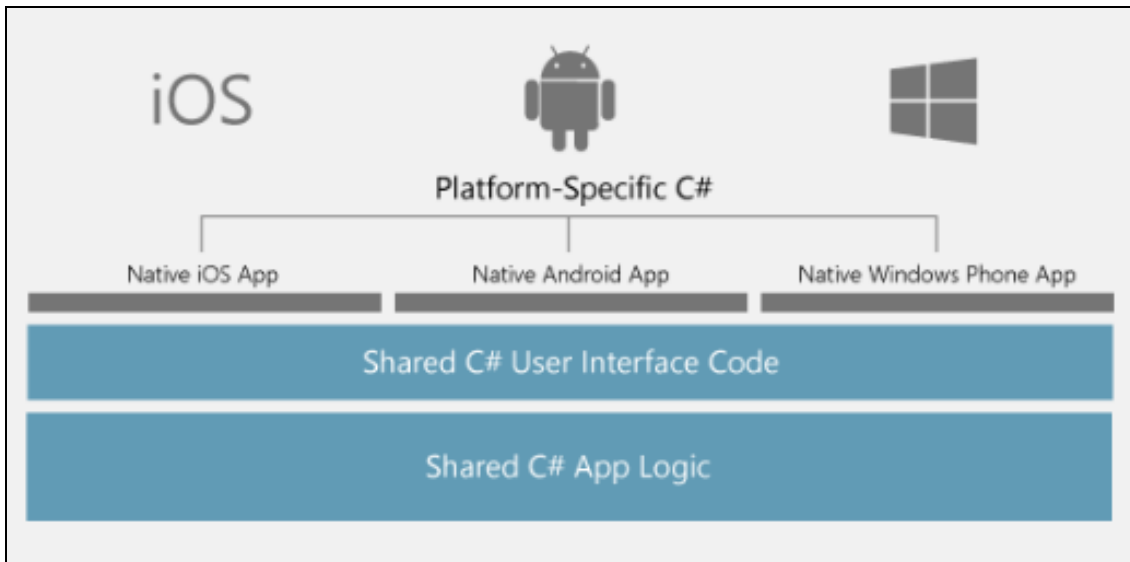 iOS
Platform-Specific C#
Native iOS App
Native Android App
Native Windows Phone App
Shared C# User Interface Code
Shared C# App Logic